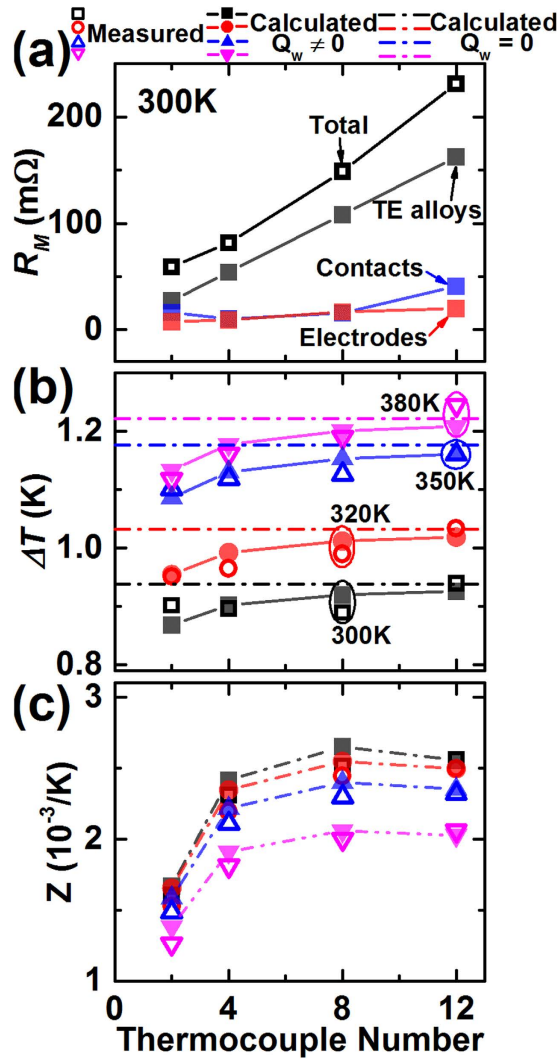 Measured Calculated Calculated
Q_w ≠ 0 Q_w = 0
(a)
300K
Total
TE alloys
Contacts
Electrodes
R_M (mΩ)
200
100
0
(b)
380K
350K
320K
300K
ΔT (K)
1.2
1.0
0.8
(c)
Z (10⁻³/K)
3
2
1
0 4 8 12
Thermocouple Number